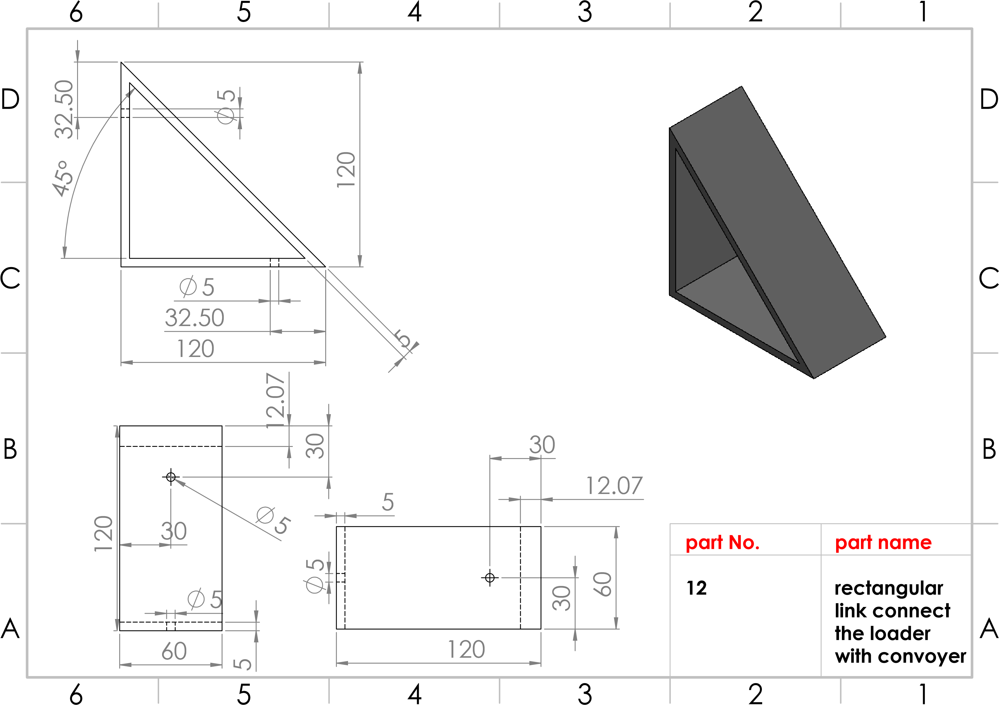 6 5 4 3 2 1
D D
32.50
⌀5
45°
120
C C
⌀5
32.50
120
5
12.07
30
B B
30
12.07
5
120
30
⌀5
⌀5
60
30
part No. part name
12 rectangular
link connect
the loader
with convoyer
⌀5
A A
60
5
120
6 5 4 3 2 1